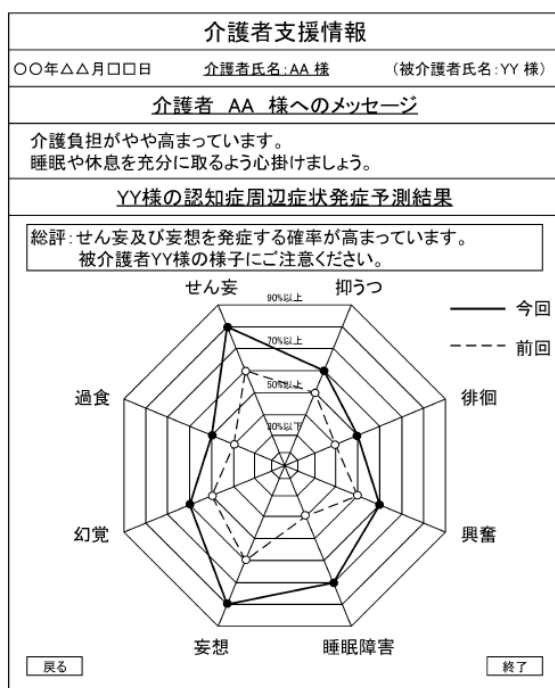 介護者支援情報
〇〇年△△月□□日 介護者氏名:AA 様 (被介護者氏名:YY 様)
介護者 AA 様へのメッセージ
介護負担がやや高まっています。
睡眠や休息を充分に取るよう心掛けましょう。
YY様の認知症周辺症状発症予測結果
総評:せん妄及び妄想を発症する確率が高まっています。
被介護者YY様の様子にご注意ください。
せん妄 抑うつ
90%以上
今回
70%以上
前回
過食 徘徊
50%以上
30%以下
幻覚 興奮
妄想 睡眠障害
戻る 終了